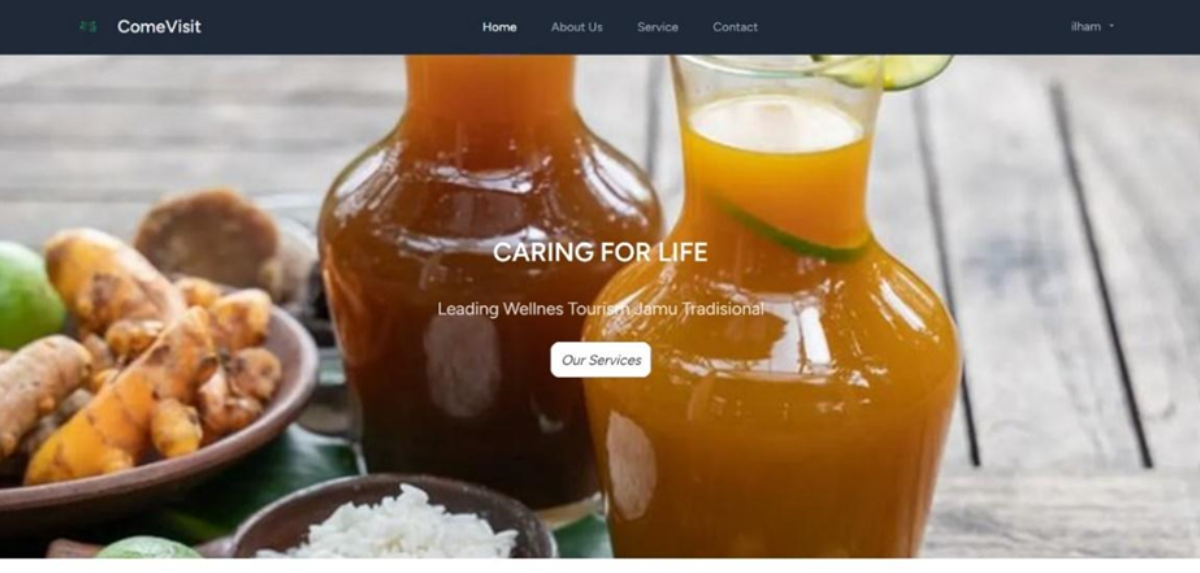 ComeVisit
Home About Us Service Contact
ilham
CARING FOR LIFE
Leading Wellnes Tourism Jamu Tradisional
Our Services